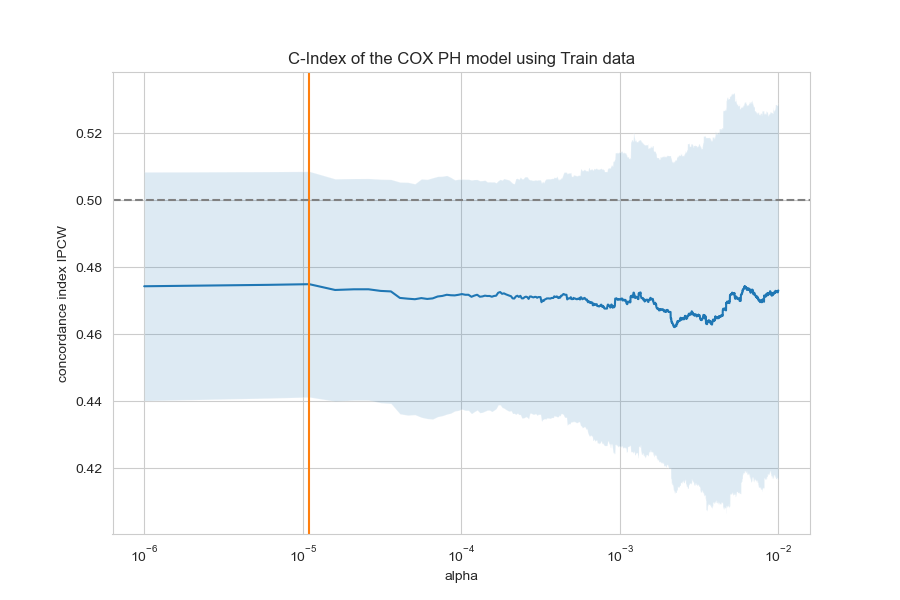 C-Index of the COX PH model using Train data
concordance index IPCW
0.52
0.50
0.48
0.46
0.44
0.42
10⁻⁶ 10⁻⁵ 10⁻⁴ 10⁻³ 10⁻²
alpha